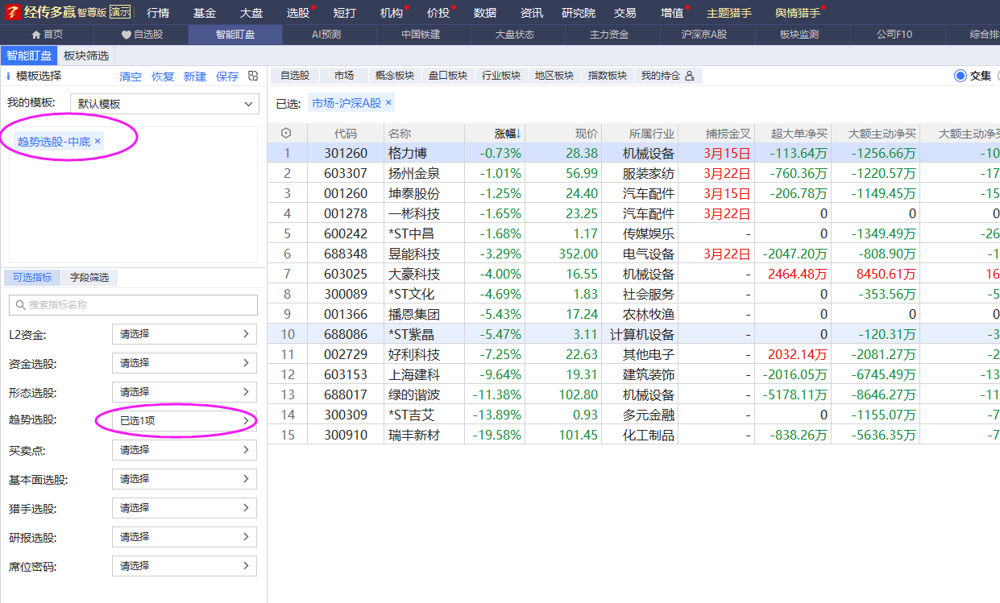 经传多赢 智尊版 演示 行情 基金 大盘 选股 短打 机构 价投 数据 资讯 研究院 交易 增值 主题猎手 舆情猎手
首页 自选股 智能盯盘 AI预测 中国铁建 大盘状态 主力资金 沪深京A股 板块监测 公司F10 综合排
智能盯盘 板块筛选
模板选择 清空 恢复 新建 保存 自选股 市场 概念板块 盘口板块 行业板块 地区板块 指数板块 我的持仓 交集
我的模板: 默认模板 已选: 市场-沪深A股 ×
趋势选股-中底 ×
代码 名称 涨幅↓ 现价 所属行业 捕捞金叉 超大单净买 大额主动净买 大额主动净买
1 301260 格力博 -0.73% 28.38 机械设备 3月15日 -113.64万 -1256.66万 -10
2 603307 扬州金泉 -1.01% 56.99 服装家纺 3月22日 -760.36万 -1220.57万 -17
3 001260 坤泰股份 -1.25% 24.40 汽车配件 3月15日 -206.78万 -1149.45万 -15
4 001278 一彬科技 -1.65% 23.25 汽车配件 3月22日 0 0 0
5 600242 *ST中昌 -1.68% 1.17 传媒娱乐 - 0 -1349.49万 -26
6 688348 昱能科技 -3.29% 352.00 电气设备 3月22日 -2047.20万 -808.90万 -1
7 603025 大豪科技 -4.00% 16.55 机械设备 - 2464.48万 8450.61万 16
8 300089 *ST文化 -4.69% 1.83 社会服务 - 0 -353.56万 -5
9 001366 播恩集团 -5.43% 17.24 农林牧渔 - 0 0 0
10 688086 *ST紫晶 -5.47% 3.11 计算机设备 - 0 -120.31万 -3
11 002729 好利科技 -7.25% 22.63 其他电子 - 2032.14万 -2081.27万 -2
12 603153 上海建科 -9.64% 19.31 建筑装饰 - -2016.05万 -6745.49万 -13
13 688017 绿的谐波 -11.38% 102.80 机械设备 - -5178.11万 -8646.27万 -11
14 300309 *ST吉艾 -13.89% 0.93 多元金融 - 0 -1155.07万 -7
15 300910 瑞丰新材 -19.58% 101.45 化工制品 - -838.26万 -5636.35万 -7
可选指标 字段筛选
搜索指标名称
L2资金: 请选择
资金选股: 请选择
形态选股: 请选择
趋势选股: 已选1项
买卖点: 请选择
基本面选股: 请选择
猎手选股: 请选择
研报选股: 请选择
席位密码: 请选择